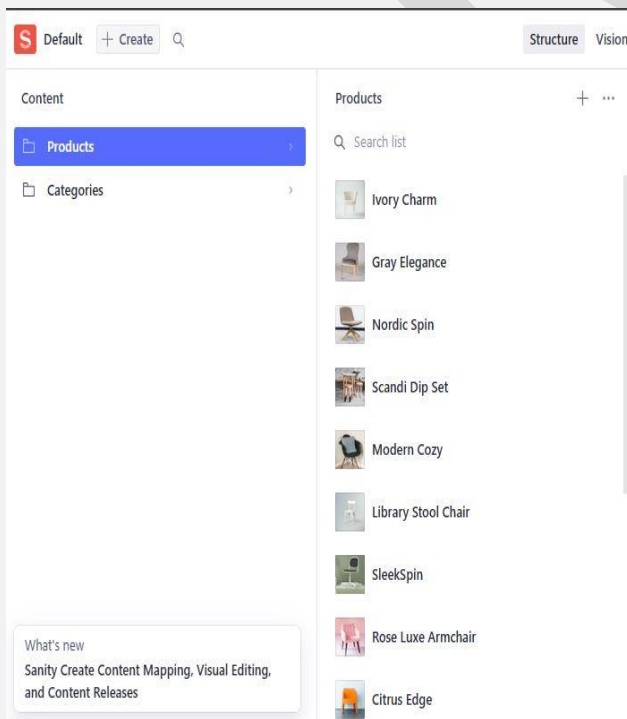 S Default + Create
Structure Vision
Content
Products
Categories
What's new
Sanity Create Content Mapping, Visual Editing,
and Content Releases
Products
Search list
Ivory Charm
Gray Elegance
Nordic Spin
Scandi Dip Set
Modern Cozy
Library Stool Chair
SleekSpin
Rose Luxe Armchair
Citrus Edge